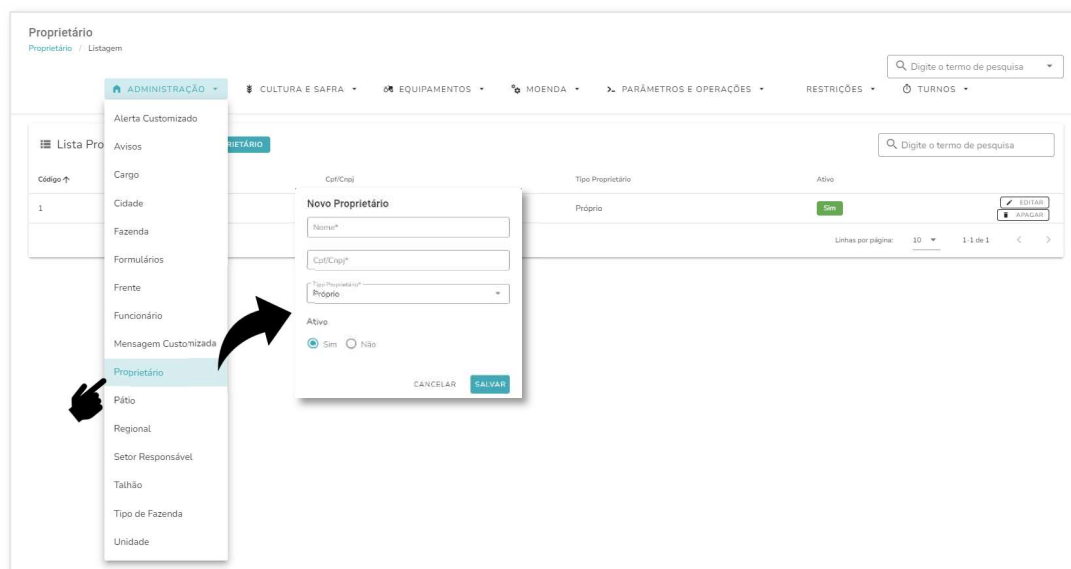 Proprietário
Proprietário / Listagem
Digite o termo de pesquisa
ADMINISTRAÇÃO CULTURA E SAFRA EQUIPAMENTOS MOENDA PARÂMETROS E OPERAÇÕES RESTRIÇÕES TURNOS
Alerta Customizado
Avisos
Cargo
Cidade
Fazenda
Formulários
Frente
Funcionário
Mensagem Customizada
Proprietário
Pátio
Regional
Setor Responsável
Talhão
Tipo de Fazenda
Unidade
Lista Pro RIETÁRIO Digite o termo de pesquisa
Código Cpf/Cnpj Tipo Proprietário Ativo
1 Próprio Sim EDITAR
APAGAR
Linhas por página: 10 1-1 de 1
Novo Proprietário
Nome*
Cpf/Cnpj*
Tipo Proprietário*
Próprio
Ativo
Sim Não
CANCELAR SALVAR